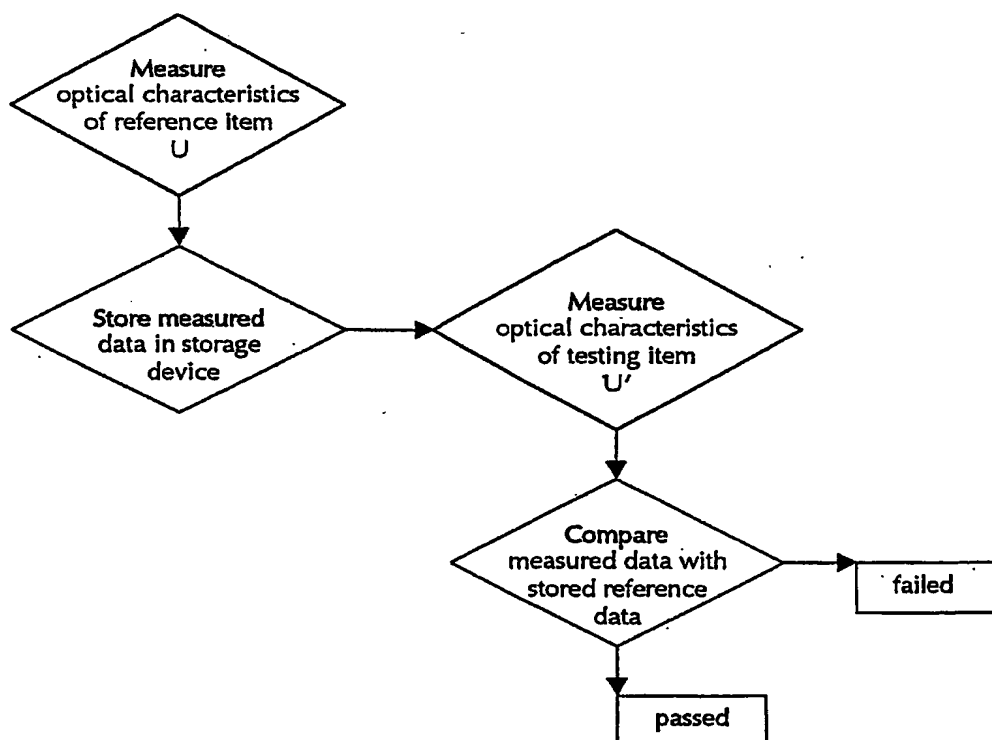 Measure
optical characteristics
of reference item
U
Store measured
data in storage
device
Measure
optical characteristics
of testing item
U'
Compare
measured data with
stored reference
data
failed
passed